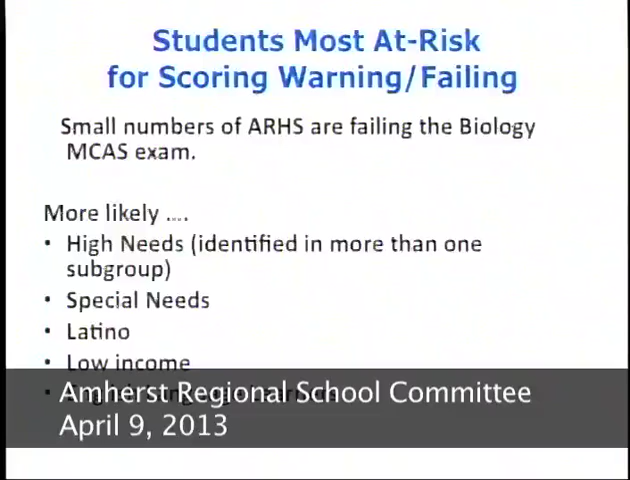 Students Most At-Risk
for Scoring Warning/Failing
Small numbers of ARHS are failing the Biology
MCAS exam.
More likely ....
• High Needs (identified in more than one
subgroup)
• Special Needs
• Latino
• Low income
Amherst Regional School Committee
April 9, 2013